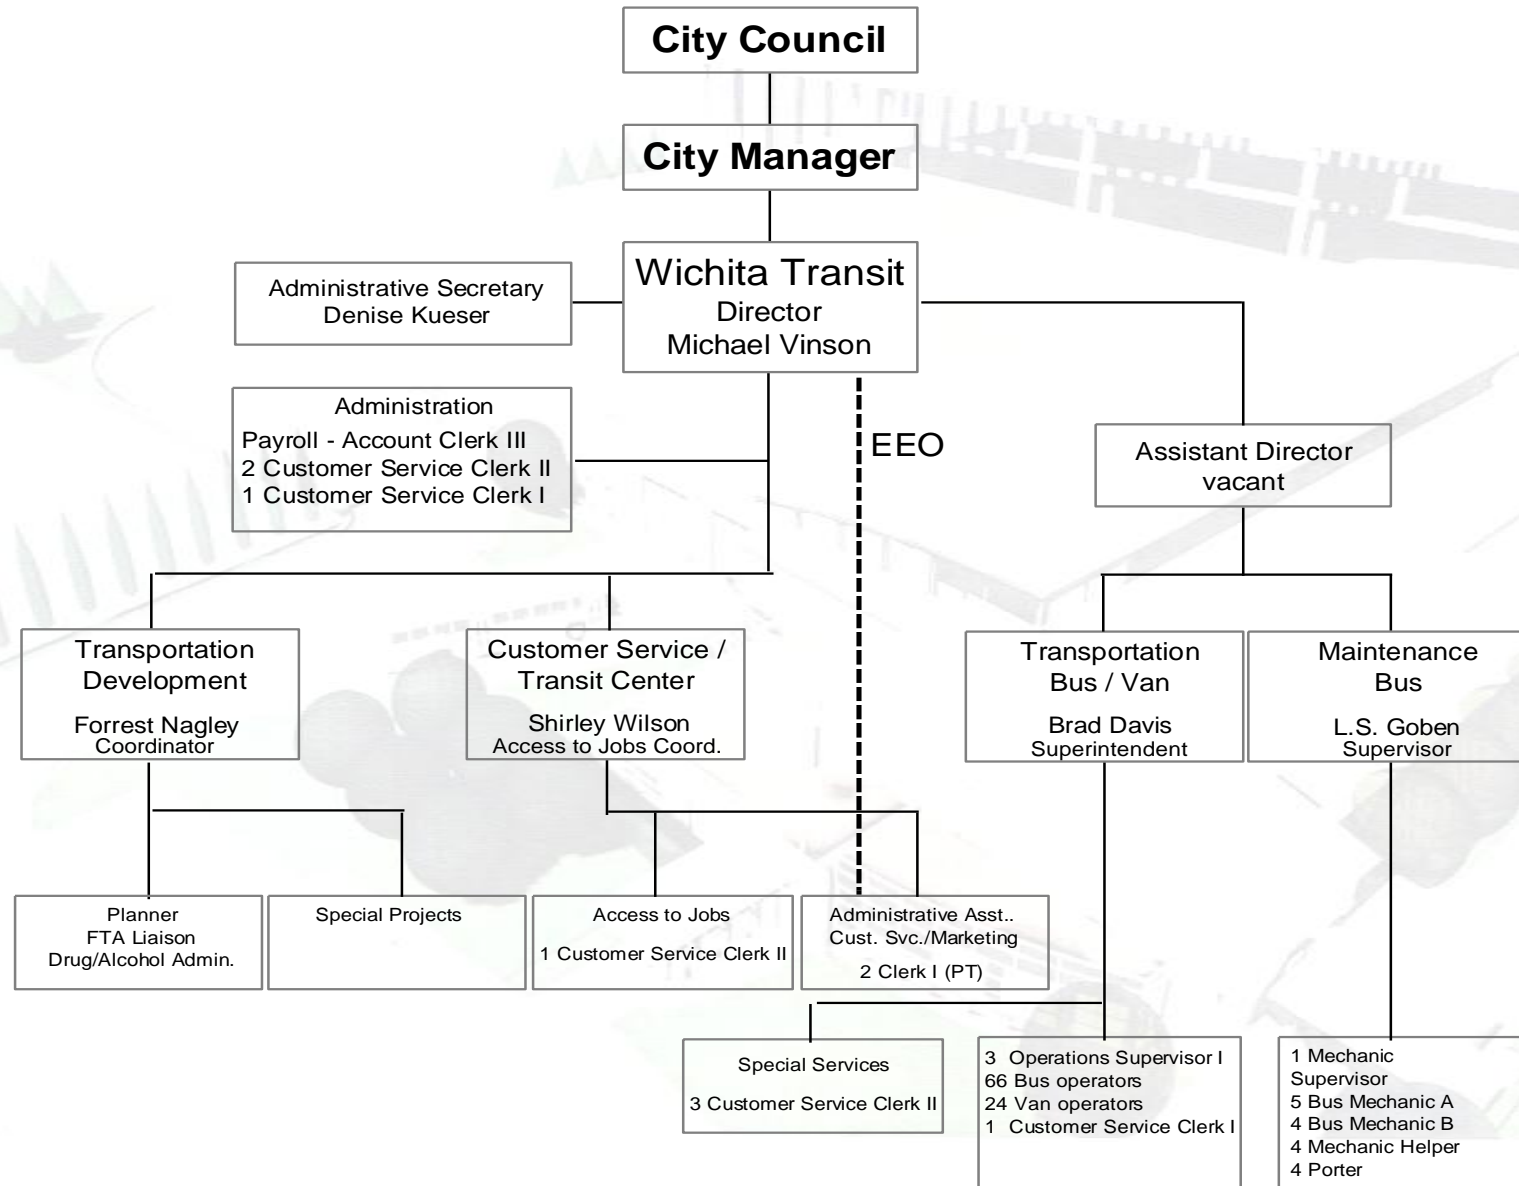 City Council
City Manager
Wichita Transit
Director
Michael Vinson
Administrative Secretary
Denise Kueser
Administration
Payroll - Account Clerk III
2 Customer Service Clerk II
1 Customer Service Clerk I
EEO
Assistant Director
vacant
Transportation
Development
Forrest Nagley
Coordinator
Customer Service /
Transit Center
Shirley Wilson
Access to Jobs Coord.
Transportation
Bus / Van
Brad Davis
Superintendent
Maintenance
Bus
L.S. Goben
Supervisor
Planner
FTA Liaison
Drug/Alcohol Admin.
Special Projects
Access to Jobs
1 Customer Service Clerk II
Administrative Asst..
Cust. Svc./Marketing
2 Clerk I (PT)
Special Services
3 Customer Service Clerk II
3 Operations Supervisor I
66 Bus operators
24 Van operators
1 Customer Service Clerk I
1 Mechanic
Supervisor
5 Bus Mechanic A
4 Bus Mechanic B
4 Mechanic Helper
4 Porter